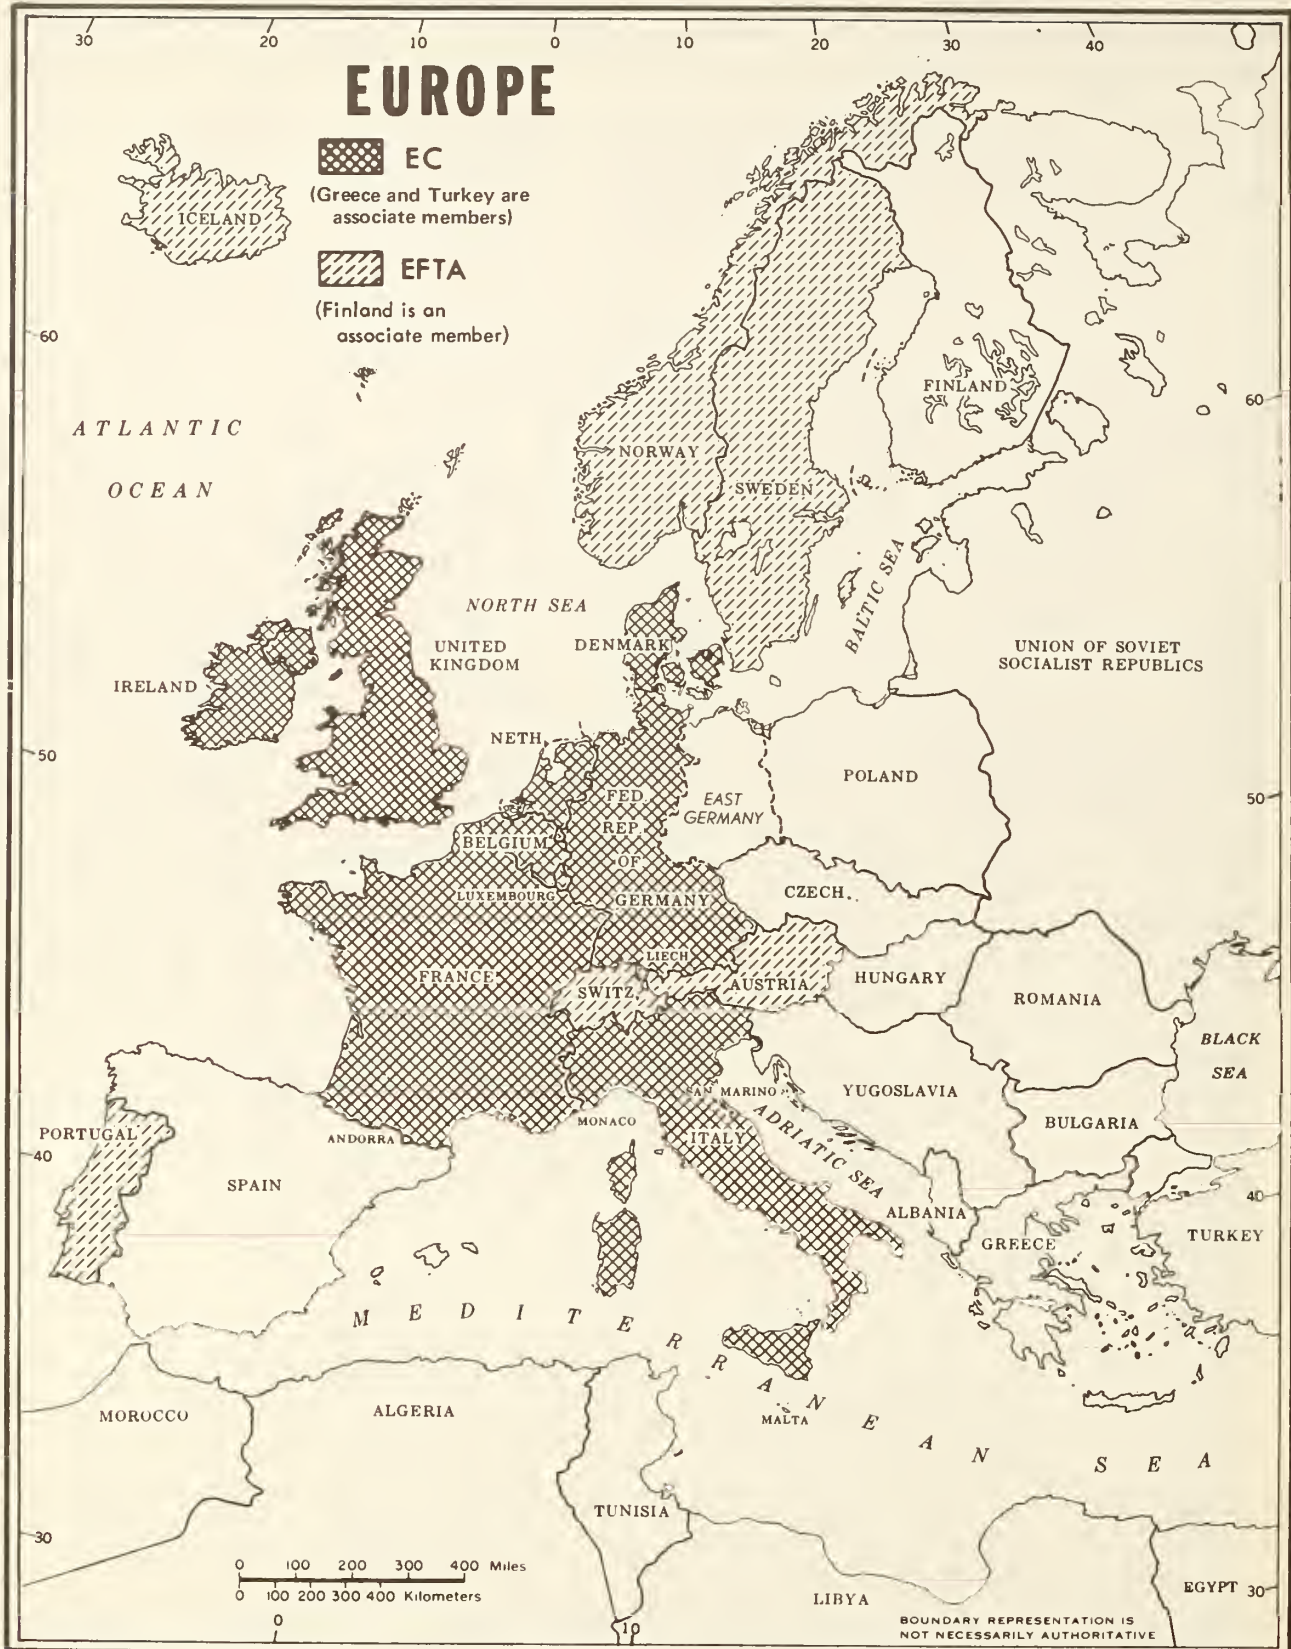 30 20 10 0 10 20 30 40
EUROPE
EC
(Greece and Turkey are
associate members)
EFTA
(Finland is an
associate member)
ICELAND
60
60
FINLAND
ATLANTIC
OCEAN
NORWAY
SWEDEN
BALTIC SEA
NORTH SEA
UNITED
KINGDOM
DENMARK
UNION OF SOVIET
SOCIALIST REPUBLICS
IRELAND
NETH.
50
50
POLAND
EAST
GERMANY
FED.
REP.
OF
GERMANY
BELGIUM
LUXEMBOURG
CZECH.
LIECH
FRANCE
SWITZ.
AUSTRIA
HUNGARY
ROMANIA
BLACK
SEA
SAN MARINO
YUGOSLAVIA
BULGARIA
MONACO
ITALY
ADRIATIC SEA
PORTUGAL
ANDORRA
40
40
SPAIN
ALBANIA
GREECE
TURKEY
MEDITERRANEAN SEA
MOROCCO
ALGERIA
MALTA
TUNISIA
30
30
0 100 200 300 400 Miles
0 100 200 300 400 Kilometers
LIBYA
EGYPT
0
10
BOUNDARY REPRESENTATION IS
NOT NECESSARILY AUTHORITATIVE